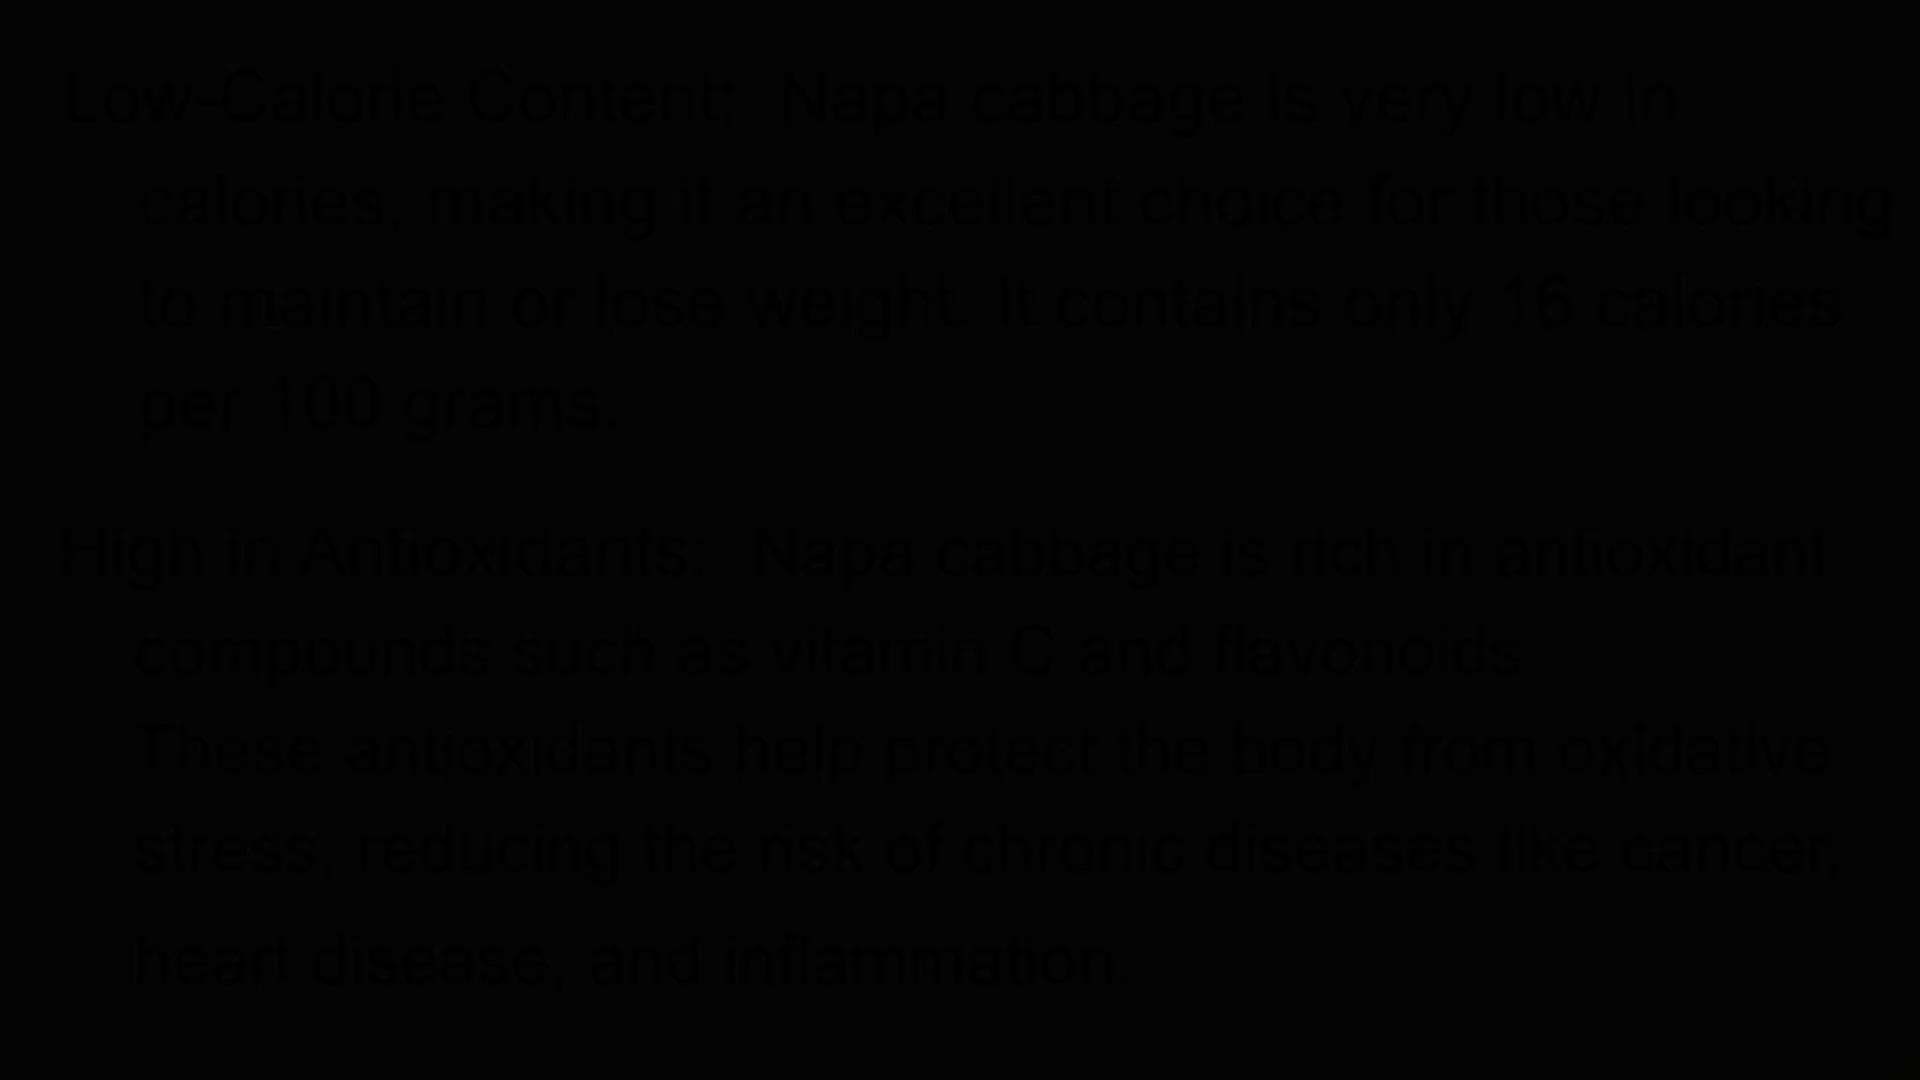 Low-Calorie Content: Napa cabbage is very low in
calories, making it an excellent choice for those looking
to maintain or lose weight. It contains only 16 calories
per 100 grams.
High in Antioxidants: Napa cabbage is rich in antioxidant
compounds such as vitamin C and flavonoids
These antioxidants help protect the body from oxidative
stress, reducing the risk of chronic diseases like cancer,
heart disease, and inflammation.